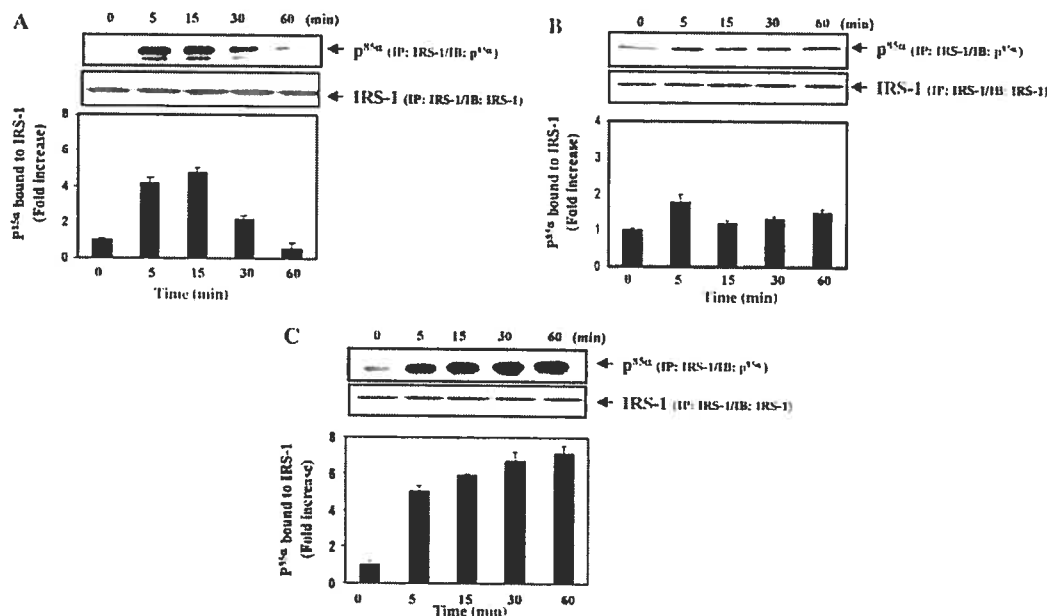 A
0 5 15 30 60 (min)
p85α (IP: IRS-1/IB: p85α)
IRS-1 (IP: IRS-1/IB: IRS-1)
P85α bound to IRS-1
(Fold increase)
8
6
4
2
0
0 5 15 30 60
Time (min)
B
0 5 15 30 60 (min)
p85α (IP: IRS-1/IB: p85α)
IRS-1 (IP: IRS-1/IB: IRS-1)
P85α bound to IRS-1
(Fold increase)
4
3
2
1
0
0 5 15 30 60
Time (min)
C
0 5 15 30 60 (min)
p85α (IP: IRS-1/IB: p85α)
IRS-1 (IP: IRS-1/IB: IRS-1)
P85α bound to IRS-1
(Fold increase)
8
6
4
2
0
0 5 15 30 60
Time (min)